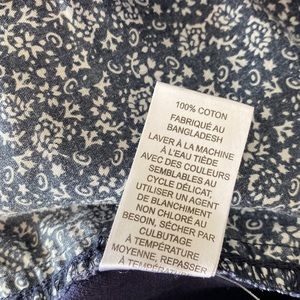 100% COTON
FABRIQUÉ AU
BANGLADESH
LAVER À LA MACHINE
À L'EAU TIÈDE
AVEC DES COULEURS
SEMBLABLES AU
CYCLE DÉLICAT.
UTILISER UN AGENT
DE BLANCHIMENT
NON CHLORÉ AU
BESOIN, SÉCHER PAR
CULBUTAGE
À TEMPÉRATURE
MOYENNE, REPASSER
À TEMPÉRATURE